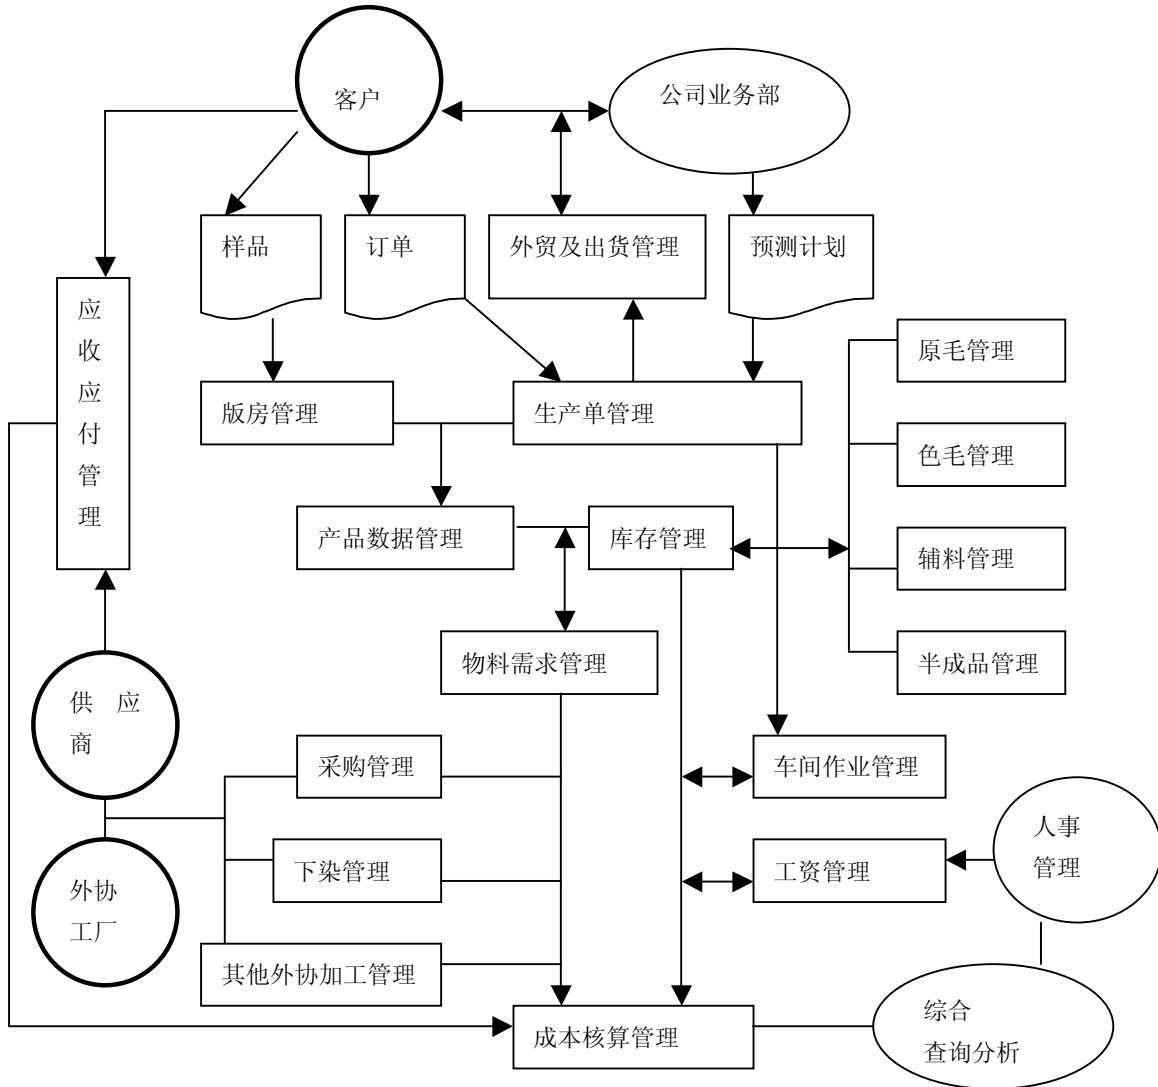 客户
公司业务部
样品
订单
外贸及出货管理
预测计划
应
收
应
付
管
理
原毛管理
版房管理
生产单管理
色毛管理
产品数据管理
库存管理
辅料管理
物料需求管理
半成品管理
供 应
商
采购管理
车间作业管理
人事
管理
下染管理
工资管理
外协
工厂
其他外协加工管理
成本核算管理
综合
查询分析